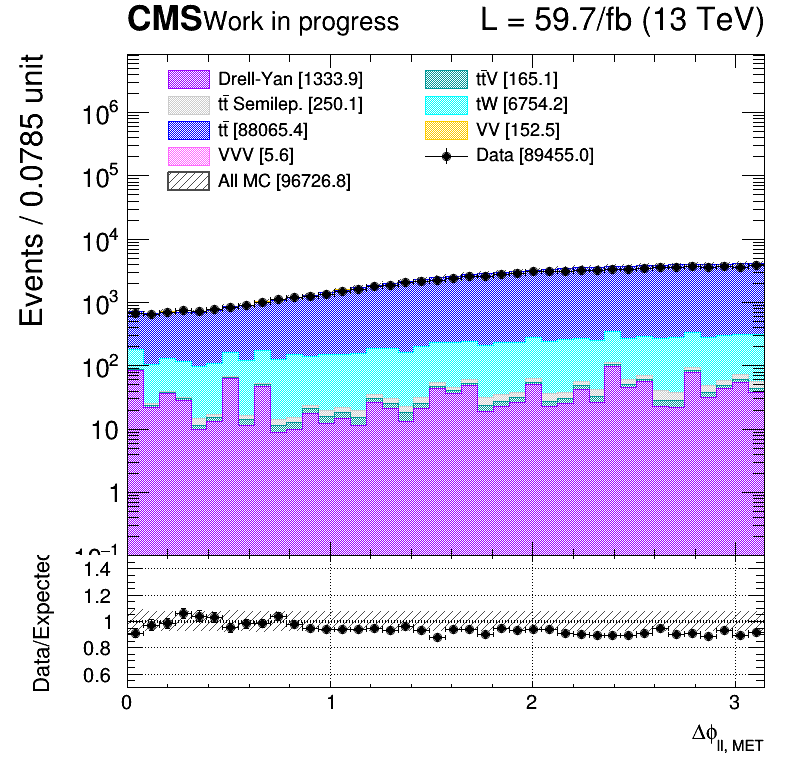 CMS Work in progress L = 59.7/fb (13 TeV)
Events / 0.0785 unit
Drell-Yan [1333.9]
tt̄ Semilep. [250.1]
tt̄ [88065.4]
VVV [5.6]
All MC [96726.8]
tt̄V [165.1]
tW [6754.2]
VV [152.5]
Data [89455.0]
10⁶
10⁵
10⁴
10³
10²
10
1
10⁻¹
Data/Expected
1.4
1.2
1
0.8
0.6
0 1 2 3
Δϕ_ll, MET